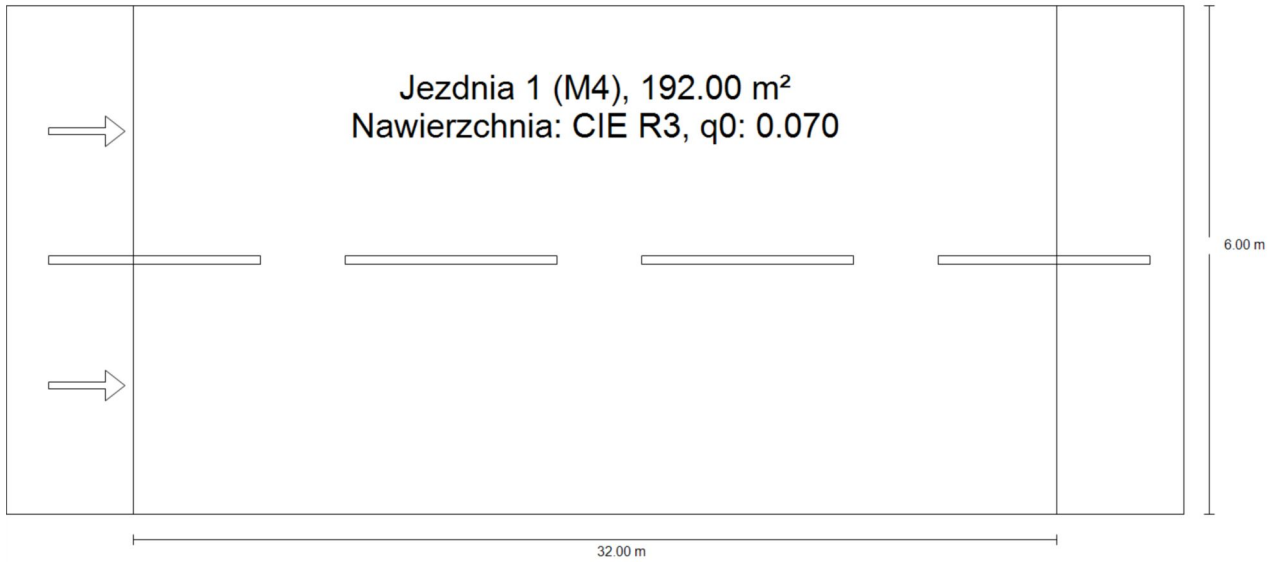 Jezdnia 1 (M4), 192.00 m²
Nawierzchnia: CIE R3, q0: 0.070
6.00 m
32.00 m